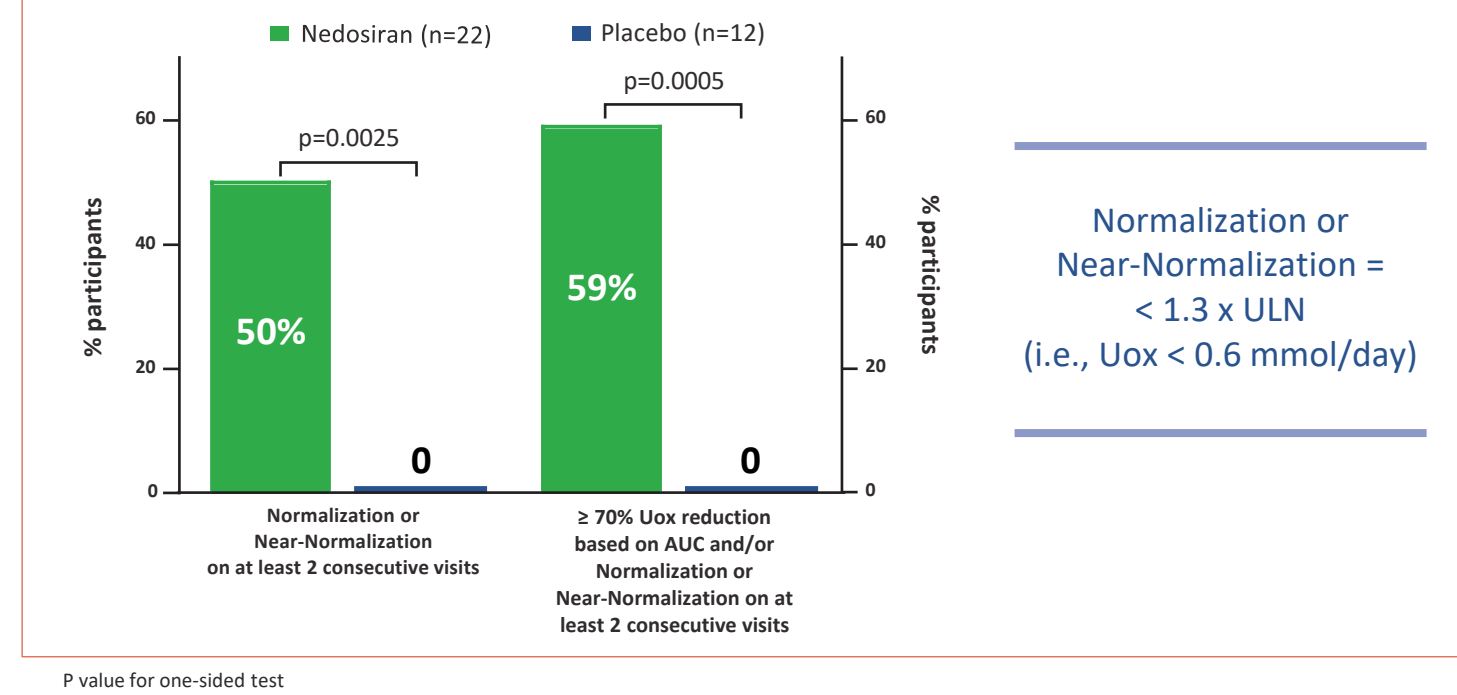 Nedosiran (n=22)
Placebo (n=12)
p=0.0005
p=0.0025
60
40
20
0
% participants
50%
0
59%
0
60
40
20
0
% participants
Normalization or
Near-Normalization
on at least 2 consecutive visits
≥ 70% Uox reduction
based on AUC and/or
Normalization or
Near-Normalization on at
least 2 consecutive visits
Normalization or
Near-Normalization =
< 1.3 x ULN
(i.e., Uox < 0.6 mmol/day)
P value for one-sided test